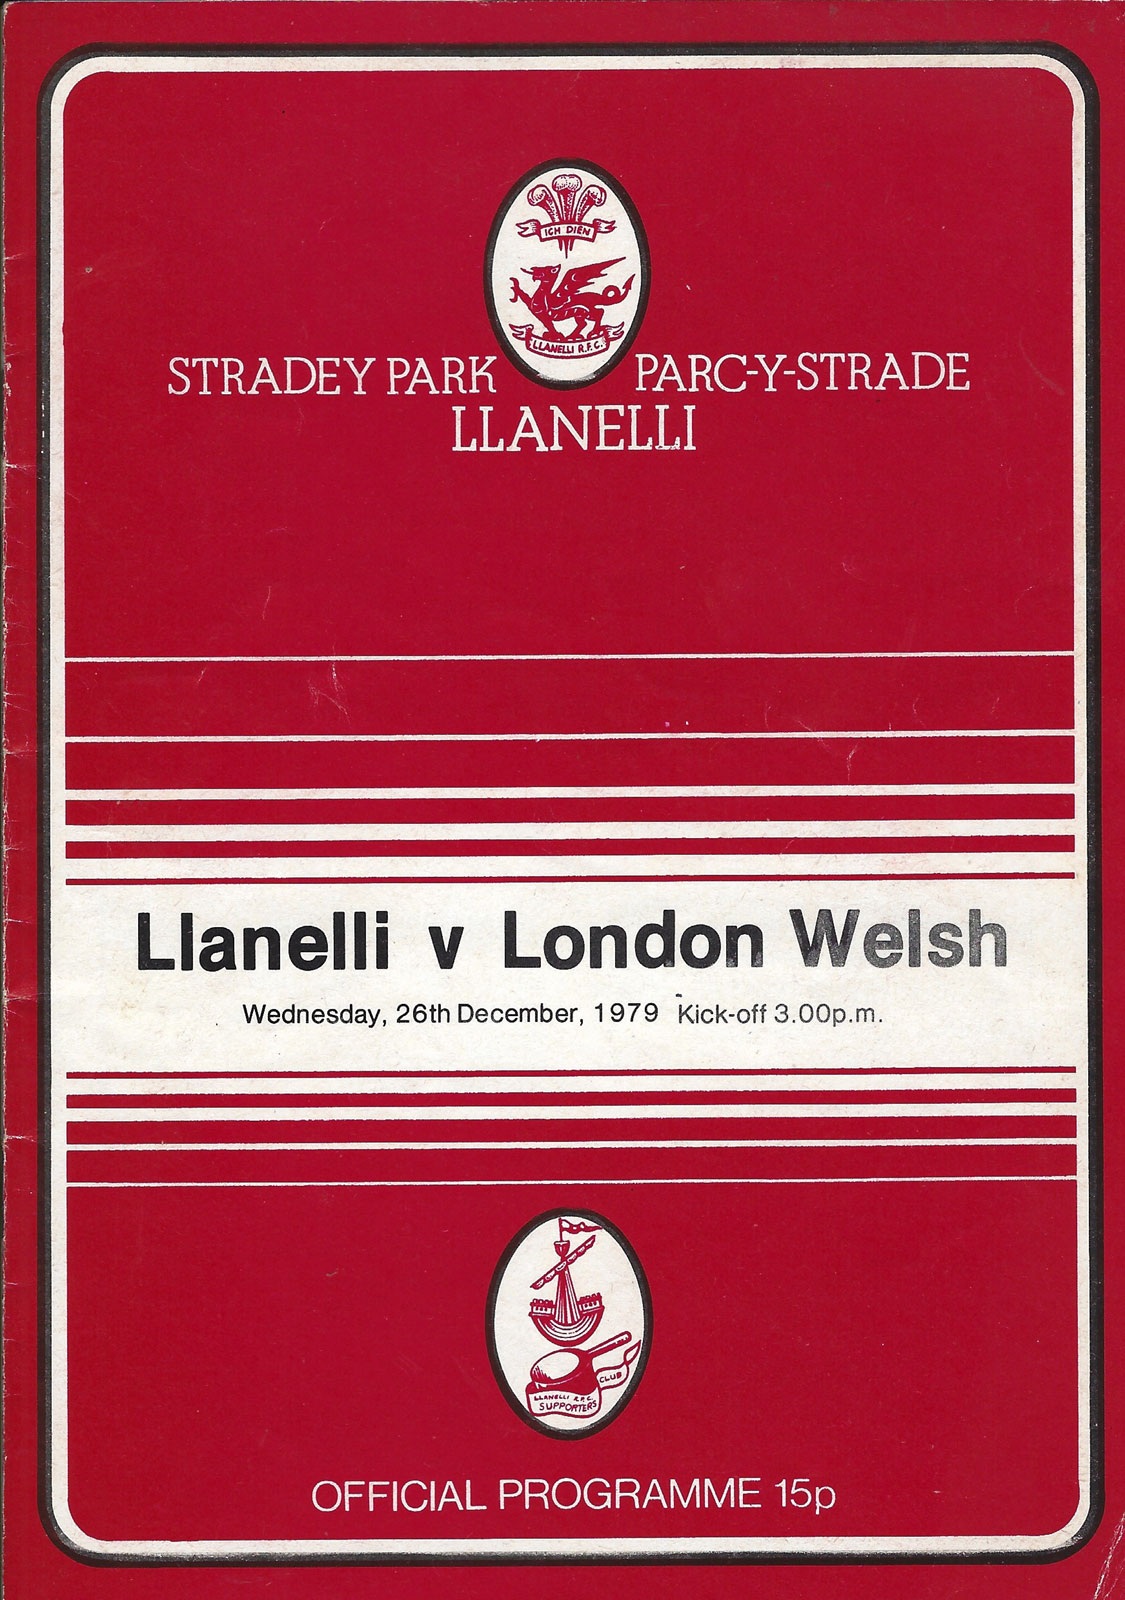 ICH DIEN
LLANELLI R.F.C.
STRADEY PARK PARC-Y-STRADE
LLANELLI
Llanelli v London Welsh
Wednesday, 26th December, 1979 Kick-off 3.00p.m.
CLUB
LLANELLI R.F.C.
SUPPORTERS
OFFICIAL PROGRAMME 15p